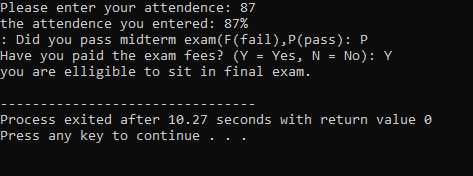 Please enter your attendence: 87
the attendence you entered: 87%
: Did you pass midterm exam(F(fail),P(pass): P
Have you paid the exam fees? (Y = Yes, N = No): Y
you are elligible to sit in final exam.

--------------------------------
Process exited after 10.27 seconds with return value 0
Press any key to continue . . .